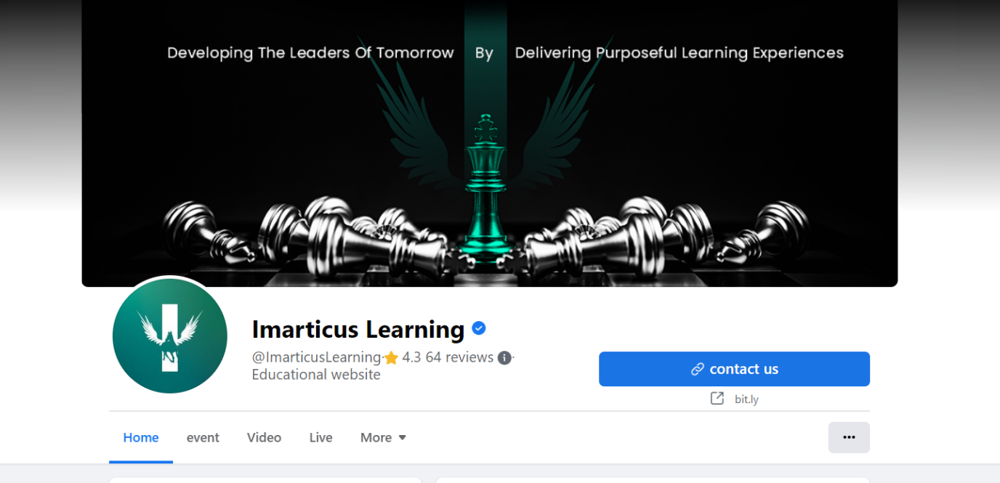 Developing The Leaders Of Tomorrow By Delivering Purposeful Learning Experiences
Imarticus Learning
@ImarticusLearning· 4.3 64 reviews ·
Educational website
contact us
bit.ly
Home event Video Live More